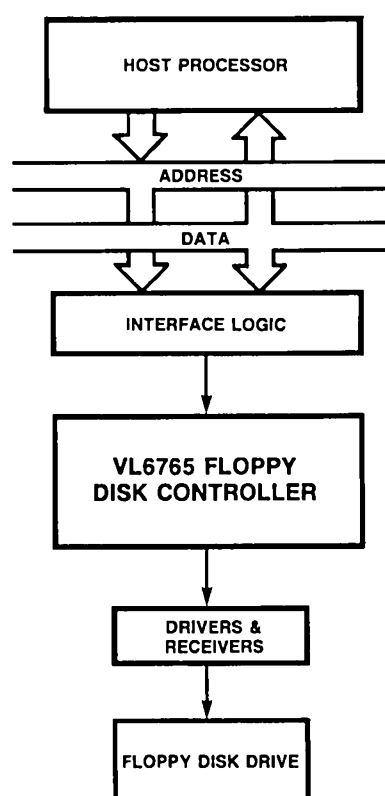 HOST PROCESSOR
ADDRESS
DATA
INTERFACE LOGIC
VL6765 FLOPPY
DISK CONTROLLER
DRIVERS &
RECEIVERS
FLOPPY DISK DRIVE